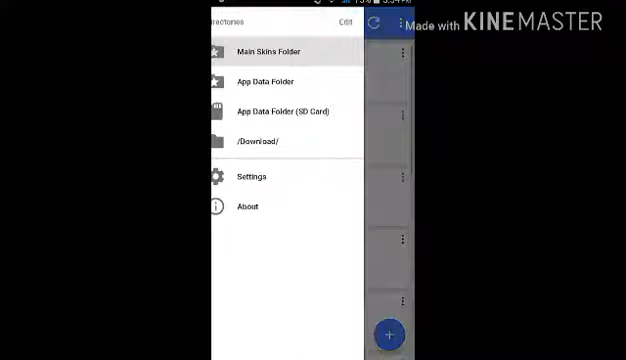 irectories Edit
Made with KINEMASTER
Main Skins Folder
App Data Folder
App Data Folder (SD Card)
/Download/
Settings
About